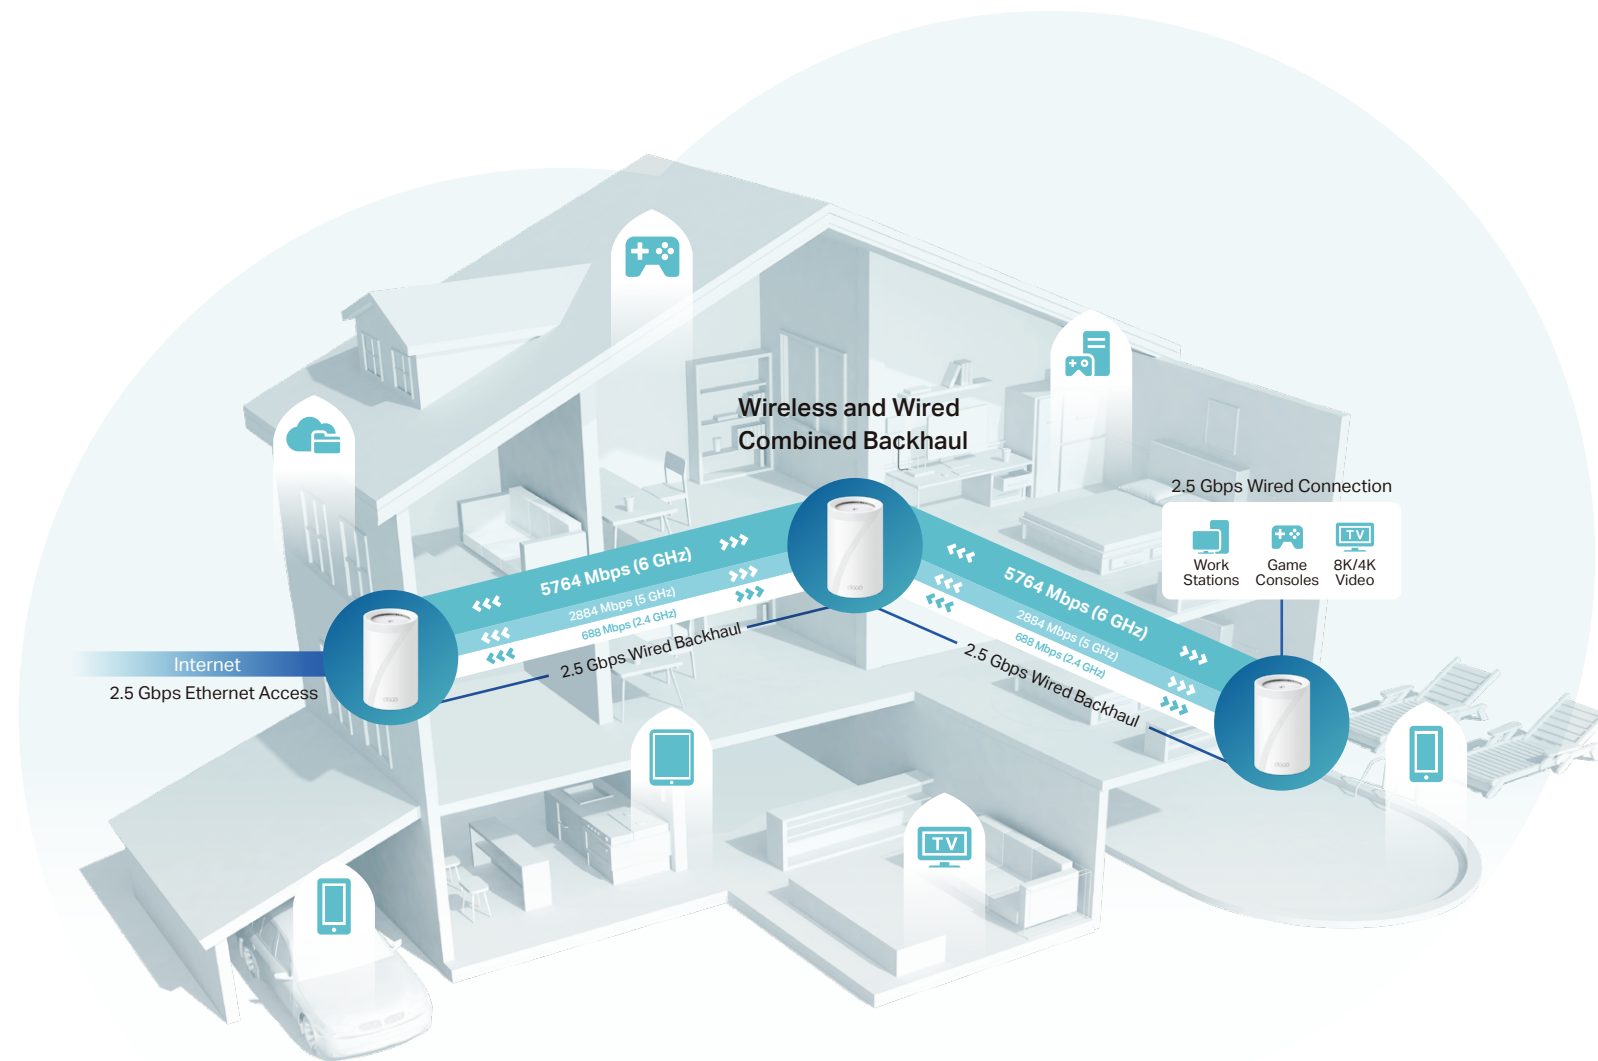 Wireless and Wired
Combined Backhaul
2.5 Gbps Wired Connection
Work
Stations
Game
Consoles
TV
8K/4K
Video
5764 Mbps (6 GHz)
2884 Mbps (5 GHz)
688 Mbps (2.4 GHz)
2.5 Gbps Wired Backhaul
5764 Mbps (6 GHz)
2884 Mbps (5 GHz)
688 Mbps (2.4 GHz)
2.5 Gbps Wired Backhaul
Internet
2.5 Gbps Ethernet Access
TV